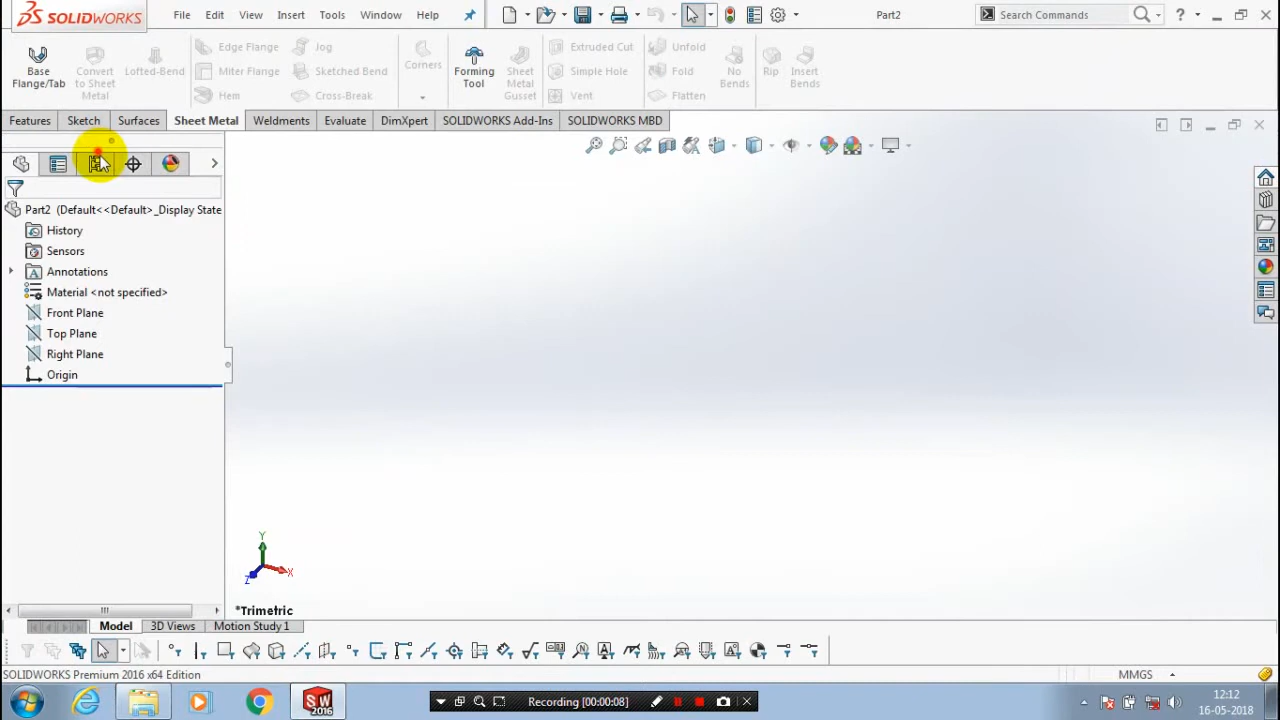 SOLIDWORKS File Edit View Insert Tools Window Help Part2 Search Commands ?
Base Flange/Tab Convert to Sheet Metal Lofted-Bend Edge Flange Miter Flange Hem Jog Sketched Bend Cross-Break Corners Forming Tool Sheet Metal Gusset Extruded Cut Simple Hole Vent Unfold Fold Flatten No Bends Rip Insert Bends
Features Sketch Surfaces Sheet Metal Weldments Evaluate DimXpert SOLIDWORKS Add-Ins SOLIDWORKS MBD
Part2 (Default<<Default>_Display State
History
Sensors
Annotations
Material <not specified>
Front Plane
Top Plane
Right Plane
Origin
Y
X
Z
*Trimetric
Model 3D Views Motion Study 1
SOLIDWORKS Premium 2016 x64 Edition MMGS
SW 2016 Recording [00:00:08] 12:12
16-05-2018